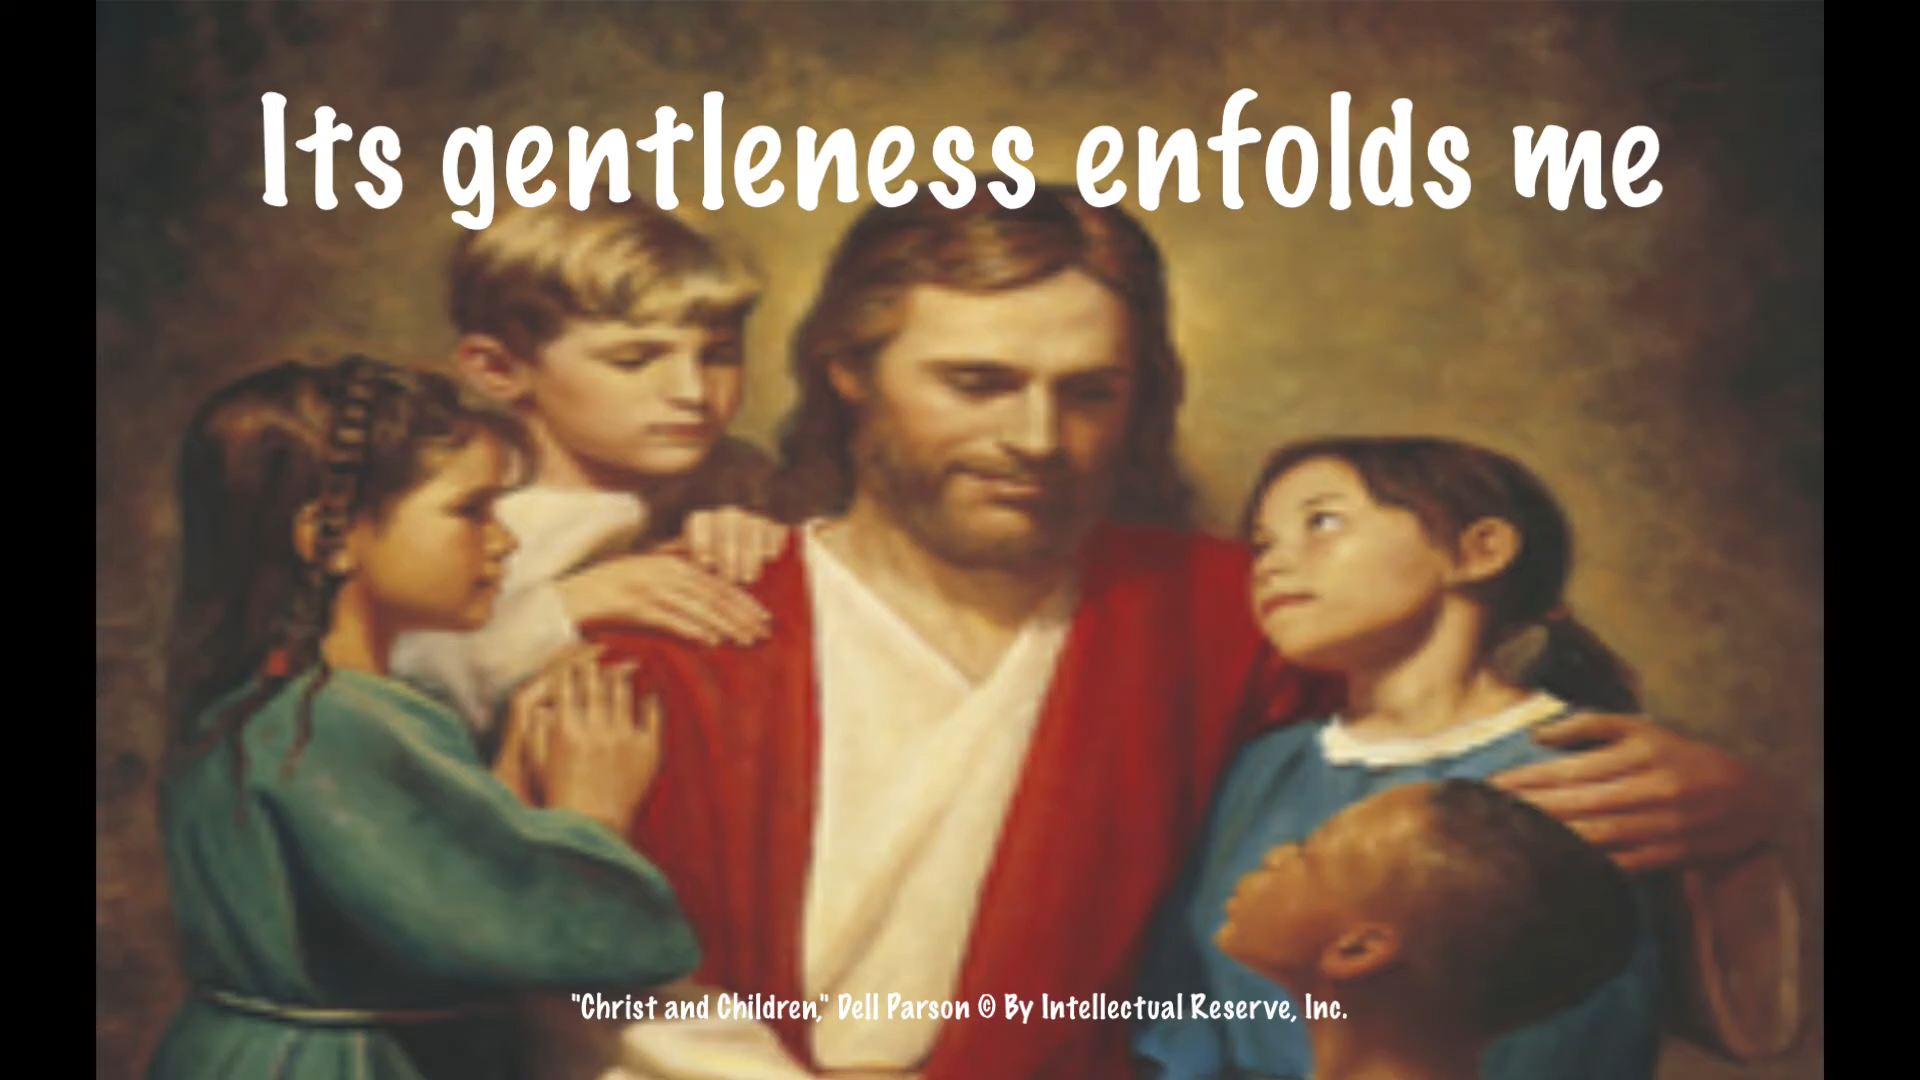 Its gentleness enfolds me
"Christ and Children," Dell Parson © By Intellectual Reserve, Inc.